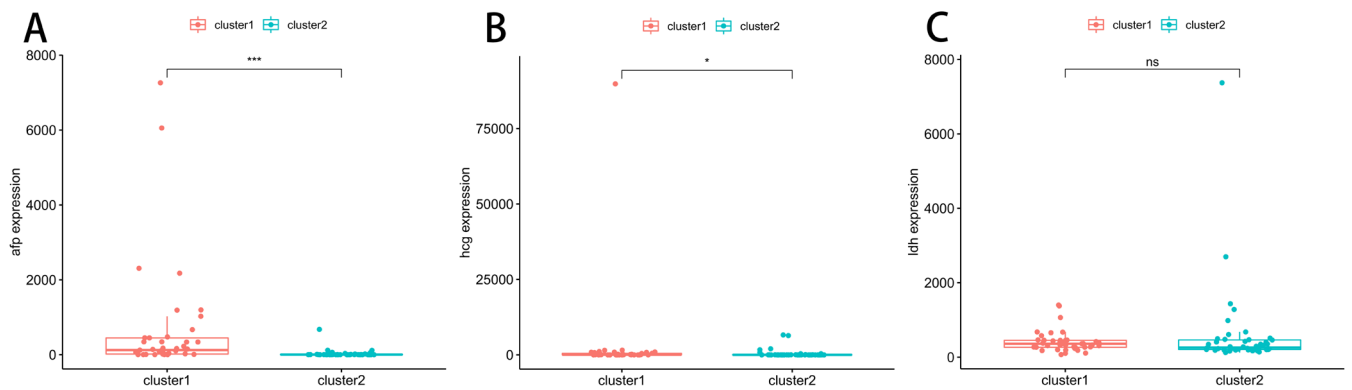 A
cluster1 cluster2
8000
6000
4000
2000
0
afp expression
***
cluster1 cluster2
B
cluster1 cluster2
75000
50000
25000
0
hcg expression
*
cluster1 cluster2
C
cluster1 cluster2
8000
6000
4000
2000
0
ldh expression
ns
cluster1 cluster2